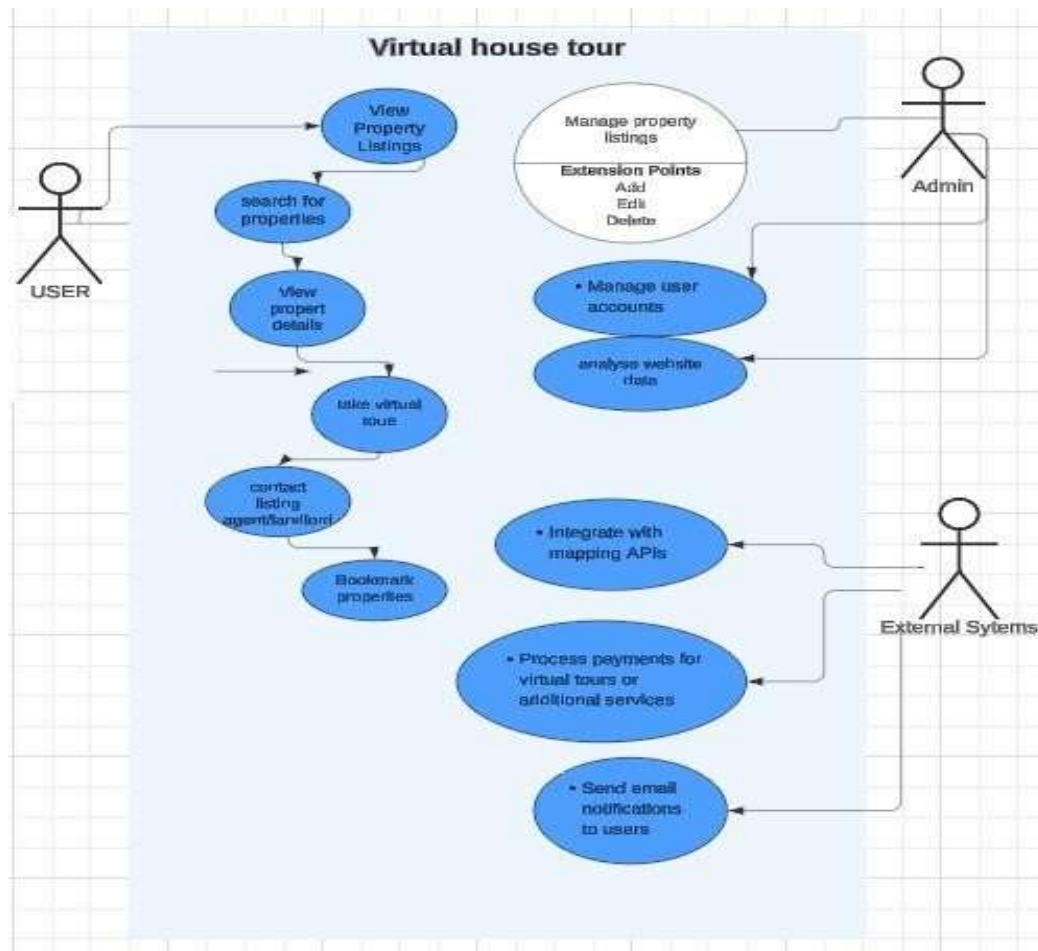 Virtual house tour
View
Property
Listings
search for
properties
View
propert
details
take virtual
toue
contact
listing
agent/landlord
Bookmark
properties
USER
Manage property
listings
Extension Points
Add
Edit
Delete
• Manage user
accounts
analyse website
data
Admin
• Integrate with
mapping APIs
• Process payments for
virtual tours or
additional services
• Send email
notifications
to users
External Sytems